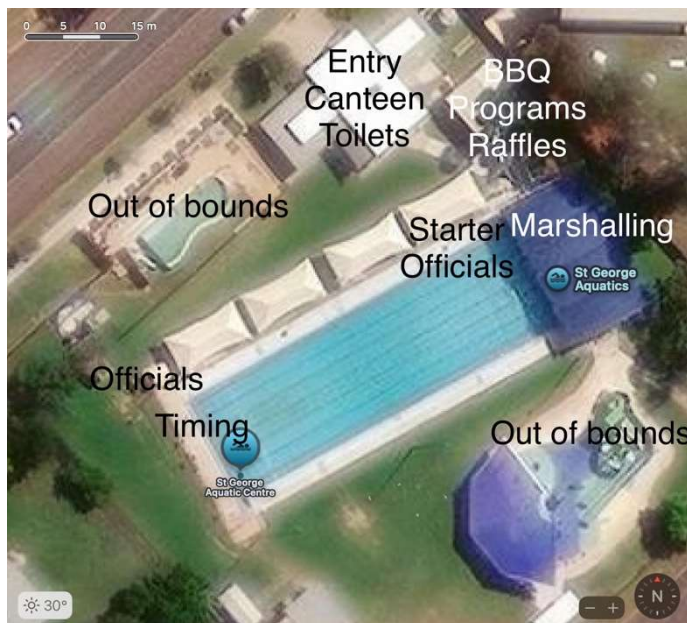 0 5 10 15 m
Entry
Canteen
Toilets
BBQ
Programs
Raffles
Out of bounds
Starter
Officials
Marshalling
St George
Aquatics
Officials
Timing
St George
Aquatic Centre
Out of bounds
30°
− +
N